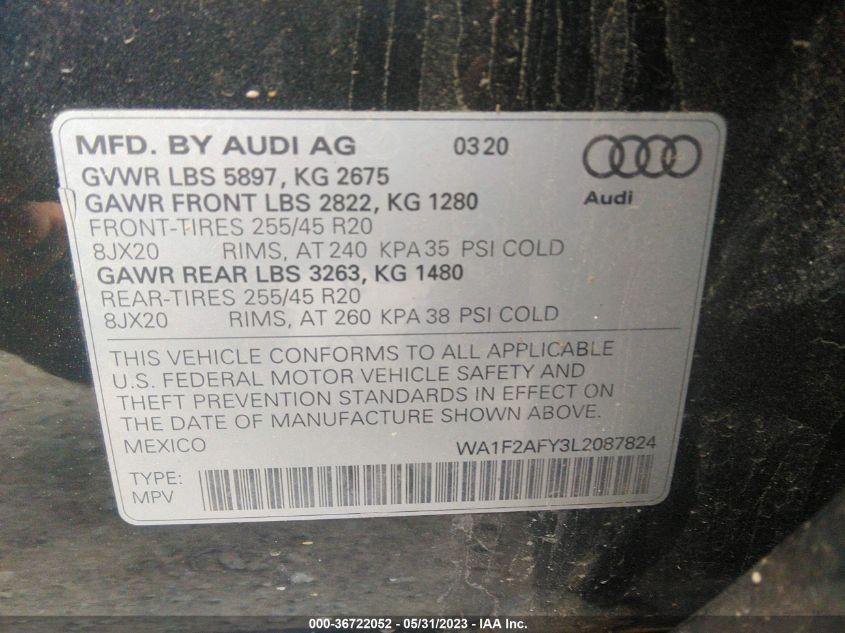 MFD. BY AUDI AG 0320
Audi
GVWR LBS 5897, KG 2675
GAWR FRONT LBS 2822, KG 1280
FRONT-TIRES 255/45 R20
8JX20 RIMS, AT 240 KPA 35 PSI COLD
GAWR REAR LBS 3263, KG 1480
REAR-TIRES 255/45 R20
8JX20 RIMS, AT 260 KPA 38 PSI COLD
THIS VEHICLE CONFORMS TO ALL APPLICABLE
U.S. FEDERAL MOTOR VEHICLE SAFETY AND
THEFT PREVENTION STANDARDS IN EFFECT ON
THE DATE OF MANUFACTURE SHOWN ABOVE.
MEXICO WA1F2AFY3L2087824
TYPE:
MPV
000-36722052 - 05/31/2023 - IAA Inc.